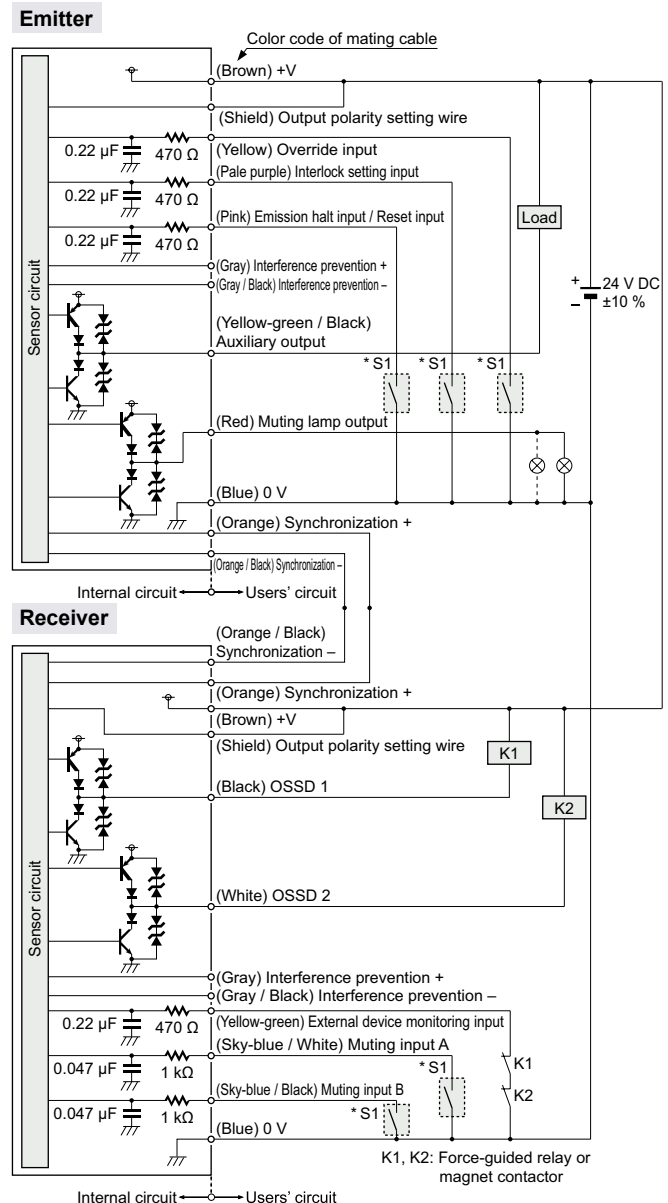 Emitter
Color code of mating cable
(Brown) +V
(Shield) Output polarity setting wire
0.22 µF
470 Ω
(Yellow) Override input
(Pale purple) Interlock setting input
0.22 µF
470 Ω
(Pink) Emission halt input / Reset input
0.22 µF
470 Ω
Load
(Gray) Interference prevention +
(Gray / Black) Interference prevention –
+
–
24 V DC
±10 %
Sensor circuit
(Yellow-green / Black)
Auxiliary output
* S1
* S1
* S1
(Red) Muting lamp output
(Blue) 0 V
(Orange) Synchronization +
(Orange / Black) Synchronization –
Internal circuit
Users' circuit
Receiver
(Orange / Black)
Synchronization –
(Orange) Synchronization +
(Brown) +V
(Shield) Output polarity setting wire
K1
(Black) OSSD 1
K2
Sensor circuit
(White) OSSD 2
(Gray) Interference prevention +
(Gray / Black) Interference prevention –
0.22 µF
470 Ω
(Yellow-green) External device monitoring input
(Sky-blue / White) Muting input A
0.047 µF
1 kΩ
* S1
K1
(Sky-blue / Black) Muting input B
K2
0.047 µF
1 kΩ
* S1
(Blue) 0 V
K1, K2: Force-guided relay or
magnet contactor
Internal circuit
Users' circuit